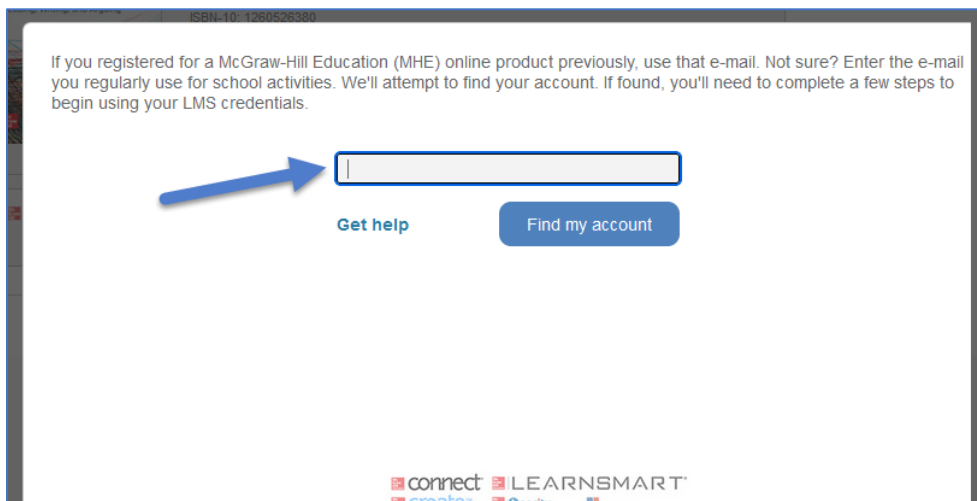 ISBN-10: 1260526380
If you registered for a McGraw-Hill Education (MHE) online product previously, use that e-mail. Not sure? Enter the e-mail
you regularly use for school activities. We'll attempt to find your account. If found, you'll need to complete a few steps to
begin using your LMS credentials.
Get help Find my account
connect LEARNSMART
create